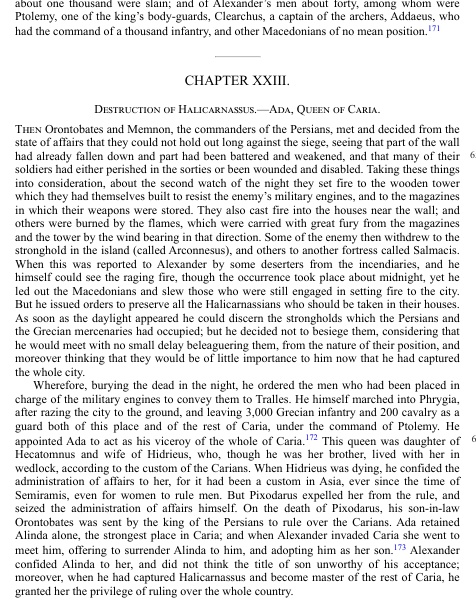 about one thousand were slain; and of Alexander's men about forty, among whom were
Ptolemy, one of the king's body-guards, Clearchus, a captain of the archers, Addaeus, who
had the command of a thousand infantry, and other Macedonians of no mean position.171
CHAPTER XXIII.
DESTRUCTION OF HALICARNASSUS.—ADA, QUEEN OF CARIA.
THEN Orontobates and Memnon, the commanders of the Persians, met and decided from the
state of affairs that they could not hold out long against the siege, seeing that part of the wall
had already fallen down and part had been battered and weakened, and that many of their
soldiers had either perished in the sorties or been wounded and disabled. Taking these things
into consideration, about the second watch of the night they set fire to the wooden tower
which they had themselves built to resist the enemy's military engines, and to the magazines
in which their weapons were stored. They also cast fire into the houses near the wall; and
others were burned by the flames, which were carried with great fury from the magazines
and the tower by the wind bearing in that direction. Some of the enemy then withdrew to the
stronghold in the island (called Arconnesus), and others to another fortress called Salmacis.
When this was reported to Alexander by some deserters from the incendiaries, and he
himself could see the raging fire, though the occurrence took place about midnight, yet he
led out the Macedonians and slew those who were still engaged in setting fire to the city.
But he issued orders to preserve all the Halicarnassians who should be taken in their houses.
As soon as the daylight appeared he could discern the strongholds which the Persians and
the Grecian mercenaries had occupied; but he decided not to besiege them, considering that
he would meet with no small delay beleaguering them, from the nature of their position, and
moreover thinking that they would be of little importance to him now that he had captured
the whole city.
Wherefore, burying the dead in the night, he ordered the men who had been placed in
charge of the military engines to convey them to Tralles. He himself marched into Phrygia,
after razing the city to the ground, and leaving 3,000 Grecian infantry and 200 cavalry as a
guard both of this place and of the rest of Caria, under the command of Ptolemy. He
appointed Ada to act as his viceroy of the whole of Caria.172 This queen was daughter of
Hecatomnus and wife of Hidrieus, who, though he was her brother, lived with her in
wedlock, according to the custom of the Carians. When Hidrieus was dying, he confided the
administration of affairs to her, for it had been a custom in Asia, ever since the time of
Semiramis, even for women to rule men. But Pixodarus expelled her from the rule, and
seized the administration of affairs himself. On the death of Pixodarus, his son-in-law
Orontobates was sent by the king of the Persians to rule over the Carians. Ada retained
Alinda alone, the strongest place in Caria; and when Alexander invaded Caria she went to
meet him, offering to surrender Alinda to him, and adopting him as her son.173 Alexander
confided Alinda to her, and did not think the title of son unworthy of his acceptance;
moreover, when he had captured Halicarnassus and become master of the rest of Caria, he
granted her the privilege of ruling over the whole country.